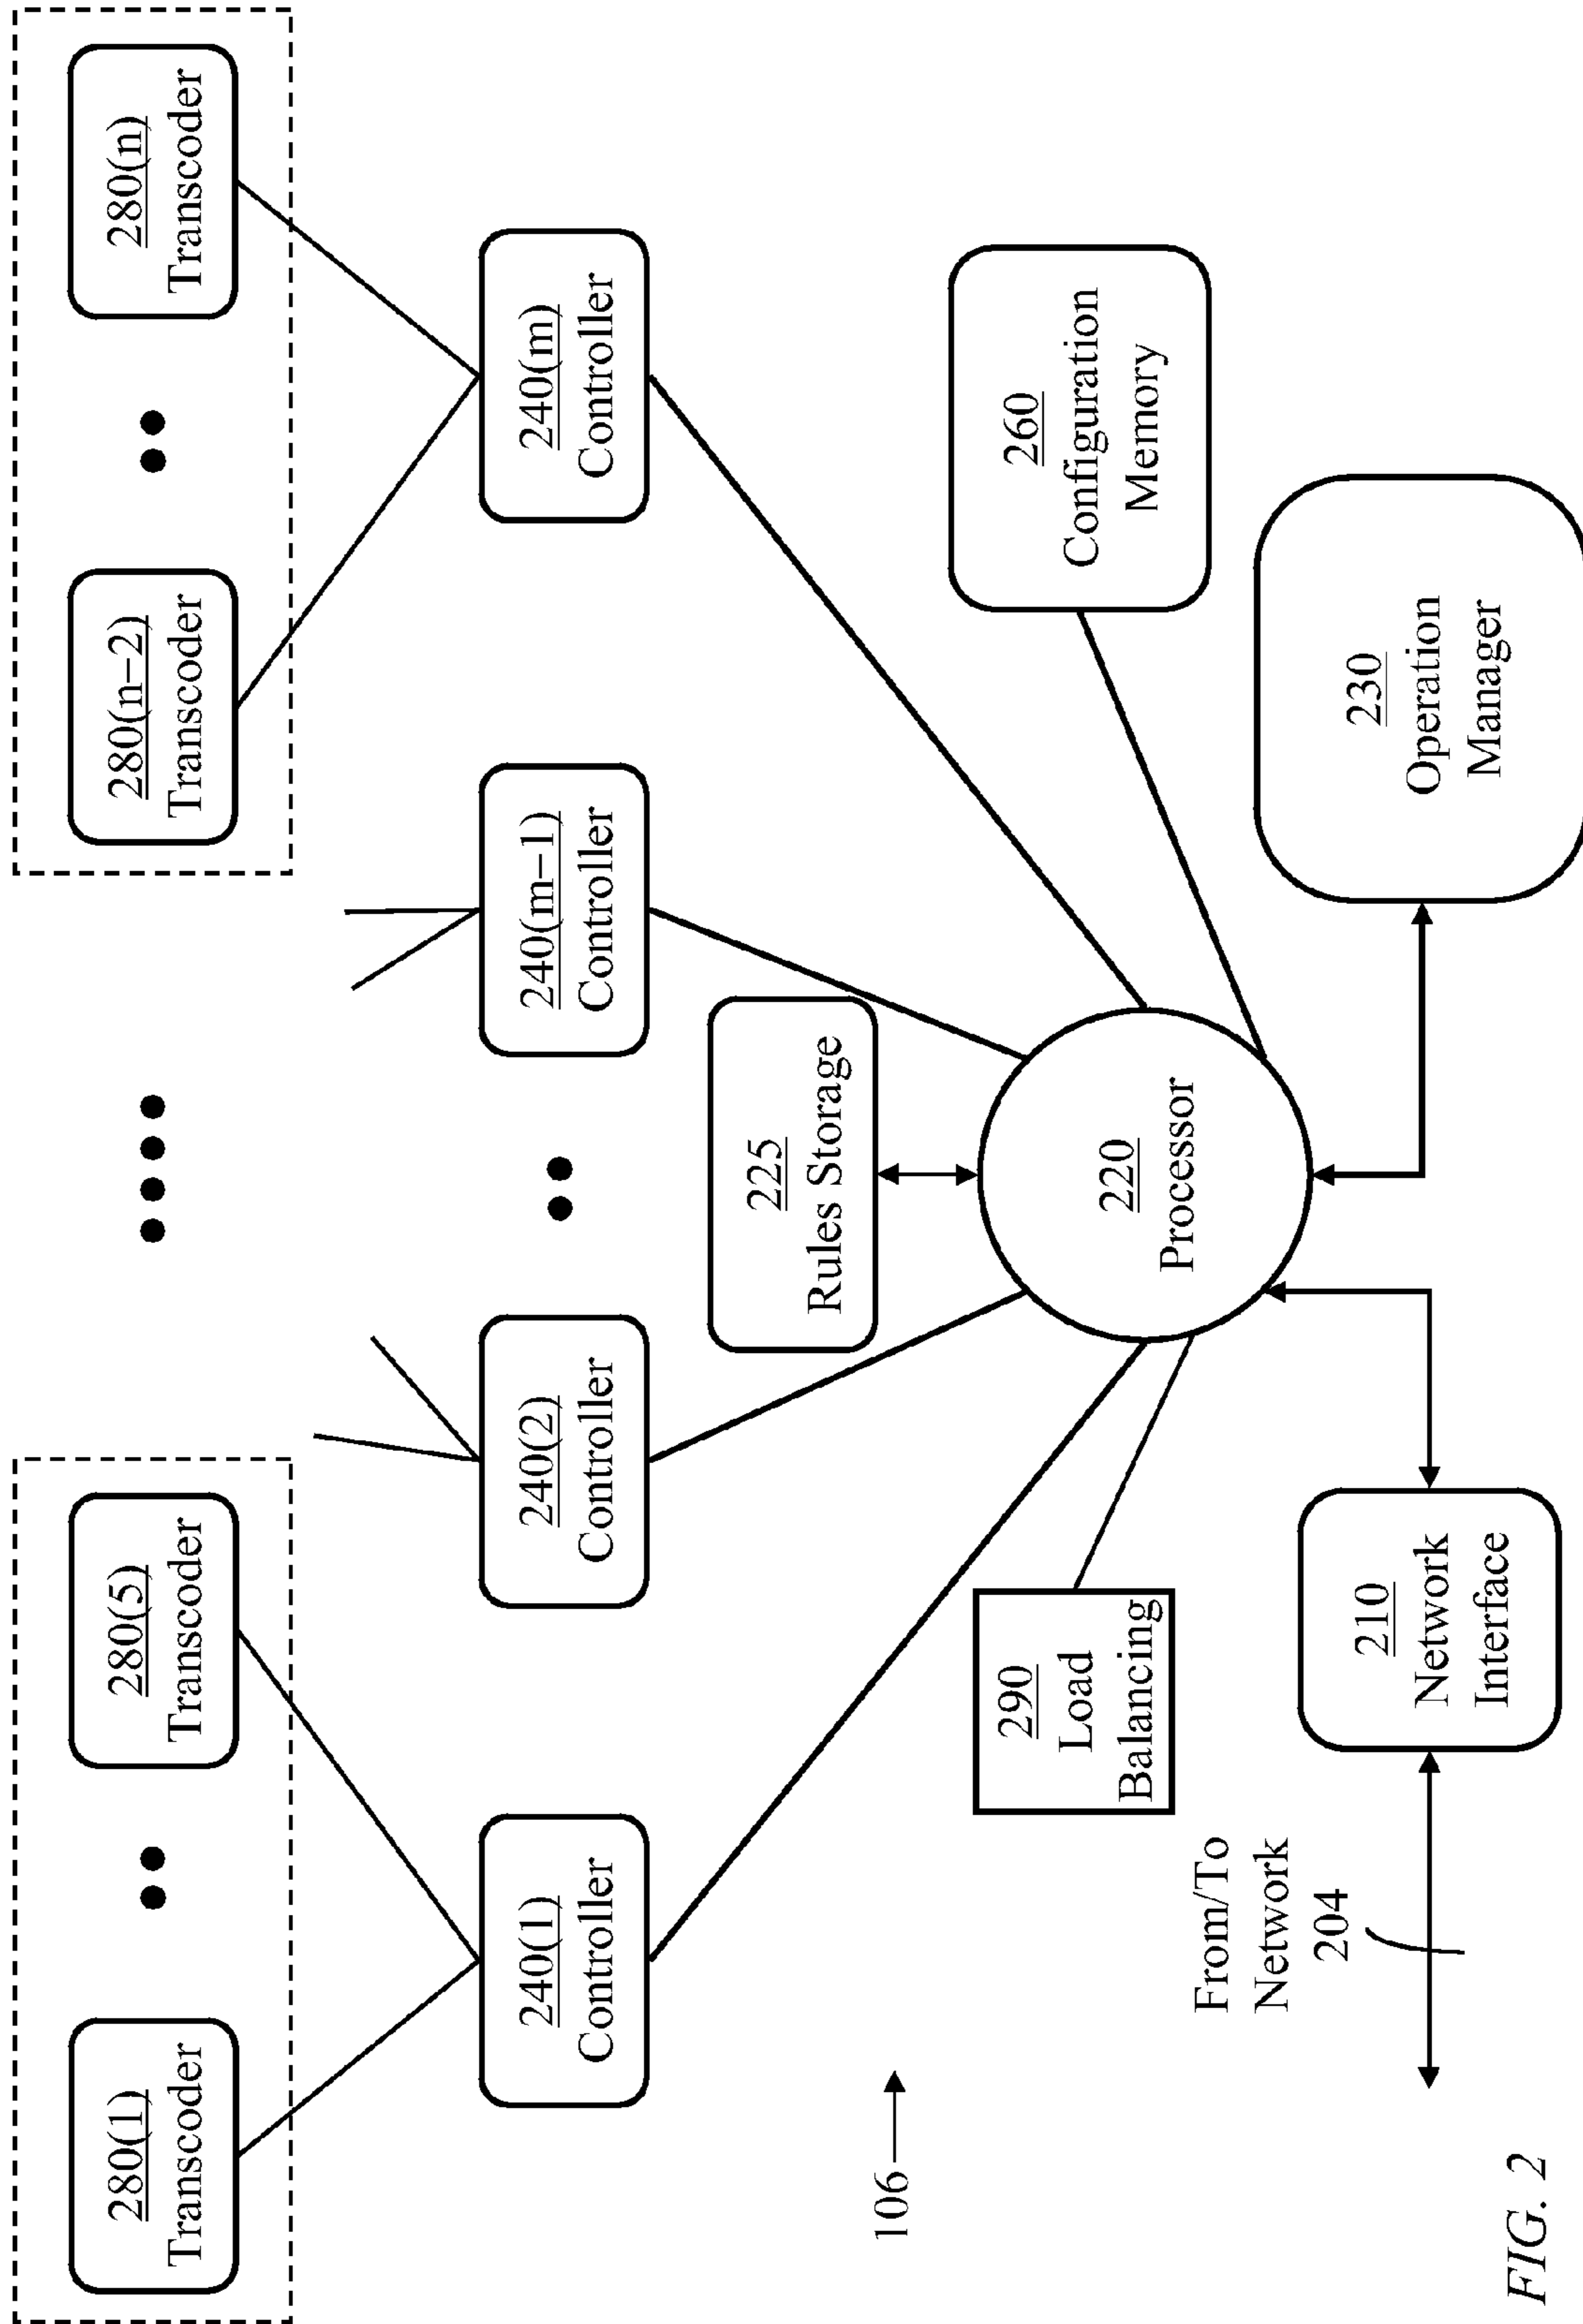 280(1)
Transcoder
280(5)
Transcoder
280(n–2)
Transcoder
280(n)
Transcoder
240(1)
Controller
240(2)
Controller
240(m–1)
Controller
240(m)
Controller
225
Rules Storage
106
290
Load
Balancing
220
Processor
260
Configuration
Memory
From/To
Network
204
210
Network
Interface
230
Operation
Manager
FIG. 2